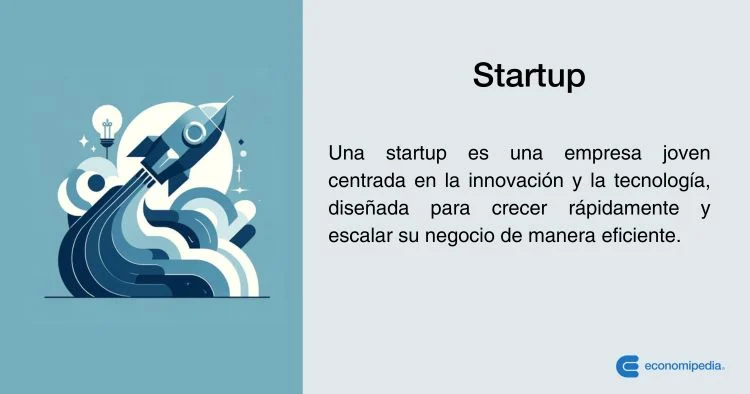 Startup
Una startup es una empresa joven
centrada en la innovación y la tecnología,
diseñada para crecer rápidamente y
escalar su negocio de manera eficiente.
economipedia